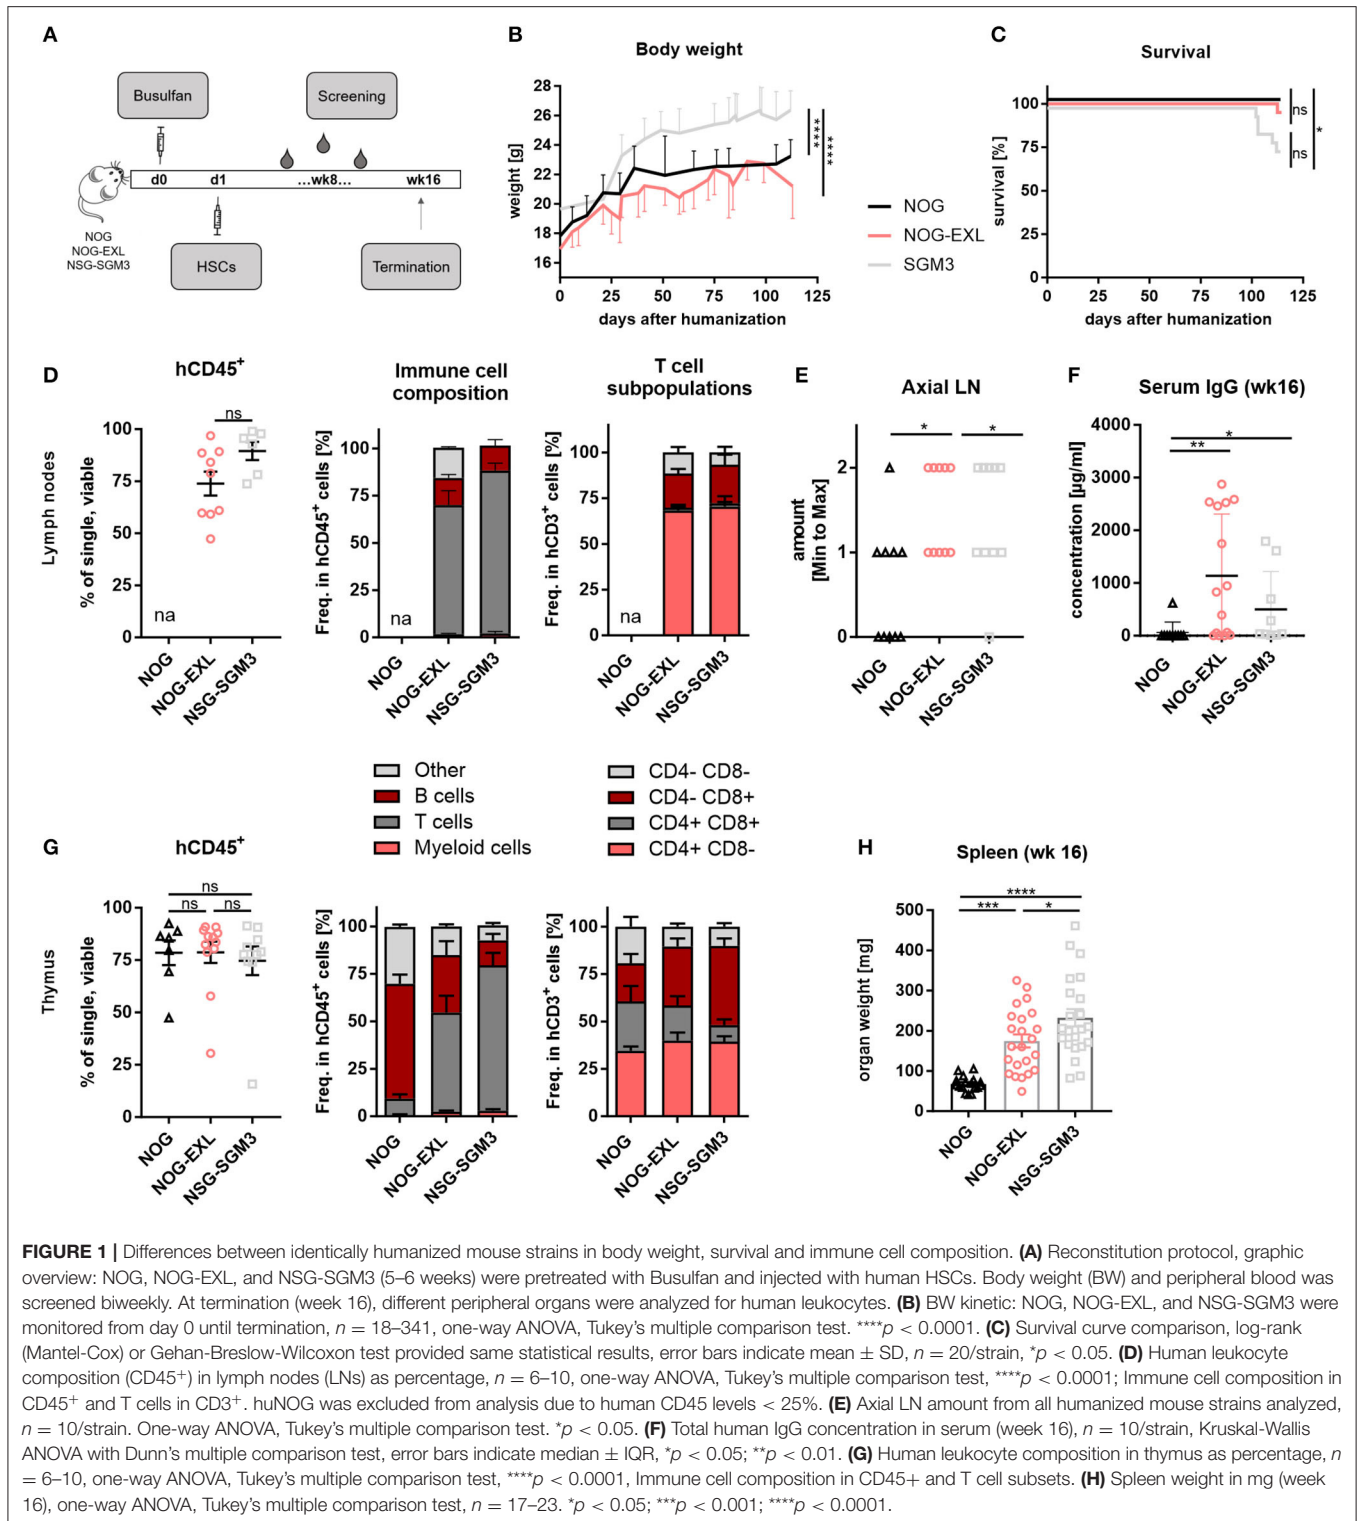 A
Busulfan
Screening
d0
d1
...wk8...
wk16
NOG
NOG-EXL
NSG-SGM3
HSCs
Termination
B
Body weight
weight [g]
28
26
24
22
20
18
16
0
25
50
75
100
125
days after humanization
****
****
NOG
NOG-EXL
SGM3
C
Survival
survival [%]
100
75
50
25
0
0
25
50
75
100
125
days after humanization
ns
ns
*
D
Lymph nodes
hCD45+
% of single, viable
100
75
50
25
0
ns
na
NOG
NOG-EXL
NSG-SGM3
Immune cell
composition
Freq. in hCD45+ cells [%]
100
75
50
25
0
na
NOG
NOG-EXL
NSG-SGM3
T cell
subpopulations
Freq. in hCD3+ cells [%]
100
75
50
25
0
na
NOG
NOG-EXL
NSG-SGM3
E
Axial LN
amount
[Min to Max]
2
1
0
*
*
NOG
NOG-EXL
NSG-SGM3
F
Serum IgG (wk16)
concentration [µg/ml]
4000
3000
2000
1000
0
*
**
NOG
NOG-EXL
NSG-SGM3
Other
B cells
T cells
Myeloid cells
CD4- CD8-
CD4- CD8+
CD4+ CD8+
CD4+ CD8-
G
Thymus
hCD45+
% of single, viable
100
75
50
25
0
ns
ns
ns
NOG
NOG-EXL
NSG-SGM3
Freq. in hCD45+ cells [%]
100
75
50
25
0
NOG
NOG-EXL
NSG-SGM3
Freq. in hCD3+ cells [%]
100
75
50
25
0
NOG
NOG-EXL
NSG-SGM3
H
Spleen (wk 16)
organ weight [mg]
500
400
300
200
100
0
****
***
*
NOG
NOG-EXL
NSG-SGM3
FIGURE 1 | Differences between identically humanized mouse strains in body weight, survival and immune cell composition. (A) Reconstitution protocol, graphic
overview: NOG, NOG-EXL, and NSG-SGM3 (5–6 weeks) were pretreated with Busulfan and injected with human HSCs. Body weight (BW) and peripheral blood was
screened biweekly. At termination (week 16), different peripheral organs were analyzed for human leukocytes. (B) BW kinetic: NOG, NOG-EXL, and NSG-SGM3 were
monitored from day 0 until termination, n = 18–341, one-way ANOVA, Tukey's multiple comparison test. ****p < 0.0001. (C) Survival curve comparison, log-rank
(Mantel-Cox) or Gehan-Breslow-Wilcoxon test provided same statistical results, error bars indicate mean ± SD, n = 20/strain, *p < 0.05. (D) Human leukocyte
composition (CD45+) in lymph nodes (LNs) as percentage, n = 6–10, one-way ANOVA, Tukey's multiple comparison test, ****p < 0.0001; Immune cell composition in
CD45+ and T cells in CD3+. huNOG was excluded from analysis due to human CD45 levels < 25%. (E) Axial LN amount from all humanized mouse strains analyzed,
n = 10/strain. One-way ANOVA, Tukey's multiple comparison test. *p < 0.05. (F) Total human IgG concentration in serum (week 16), n = 10/strain, Kruskal-Wallis
ANOVA with Dunn's multiple comparison test, error bars indicate median ± IQR, *p < 0.05; **p < 0.01. (G) Human leukocyte composition in thymus as percentage, n
= 6–10, one-way ANOVA, Tukey's multiple comparison test, ****p < 0.0001, Immune cell composition in CD45+ and T cell subsets. (H) Spleen weight in mg (week
16), one-way ANOVA, Tukey's multiple comparison test, n = 17–23. *p < 0.05; ***p < 0.001; ****p < 0.0001.